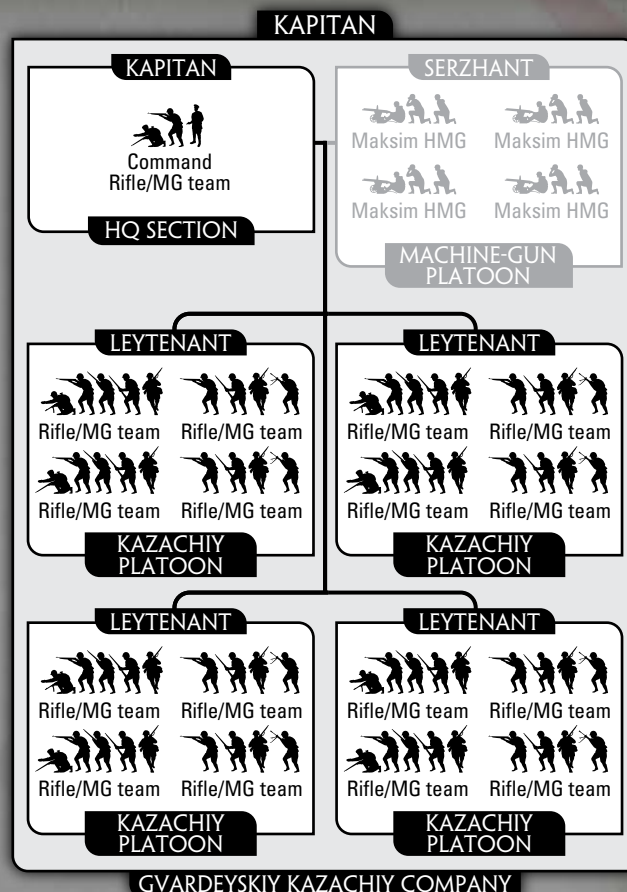 KAPITAN
KAPITAN
Command
Rifle/MG team
HQ SECTION
SERZHANT
Maksim HMG Maksim HMG
Maksim HMG Maksim HMG
MACHINE-GUN
PLATOON
LEYTENANT
Rifle/MG team Rifle/MG team
Rifle/MG team Rifle/MG team
KAZACHIY
PLATOON
LEYTENANT
Rifle/MG team Rifle/MG team
Rifle/MG team Rifle/MG team
KAZACHIY
PLATOON
LEYTENANT
Rifle/MG team Rifle/MG team
Rifle/MG team Rifle/MG team
KAZACHIY
PLATOON
LEYTENANT
Rifle/MG team Rifle/MG team
Rifle/MG team Rifle/MG team
KAZACHIY
PLATOON
GVARDEYSKIY KAZACHIY COMPANY